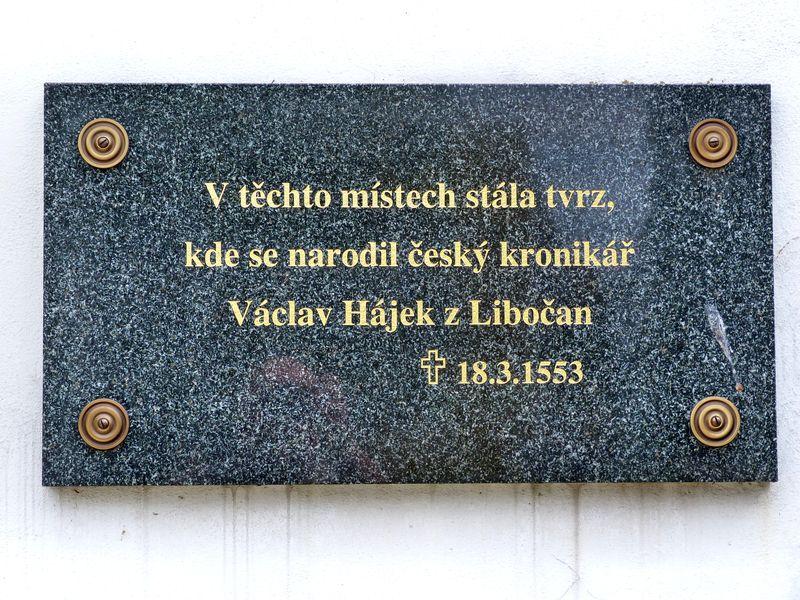 V těchto místech stála tvrz,
kde se narodil český kronikář
Václav Hájek z Libočan
✝ 18.3.1553